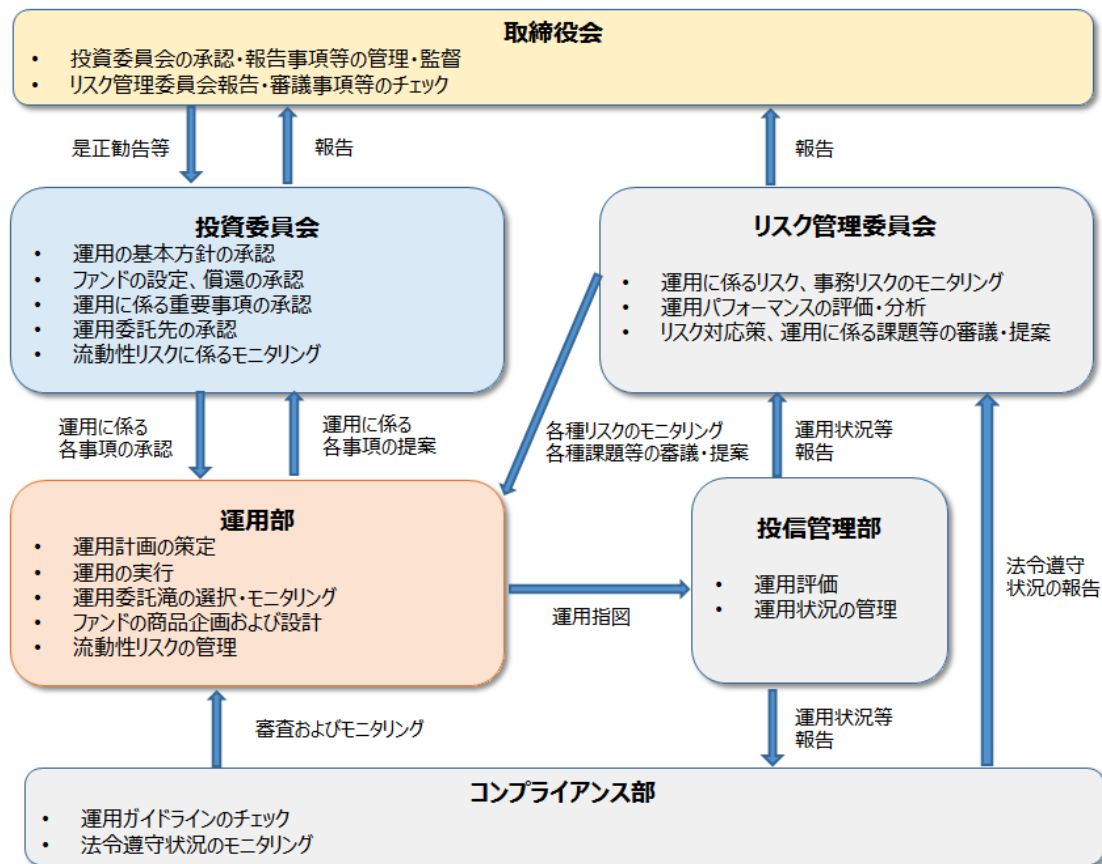 取締役会
• 投資委員会の承認・報告事項等の管理・監督
• リスク管理委員会報告・審議事項等のチェック
是正勧告等
報告
報告
投資委員会
• 運用の基本方針の承認
• ファンドの設定、償還の承認
• 運用に係る重要事項の承認
• 運用委託先の承認
• 流動性リスクに係るモニタリング
リスク管理委員会
• 運用に係るリスク、事務リスクのモニタリング
• 運用パフォーマンスの評価・分析
• リスク対応策、運用に係る課題等の審議・提案
運用に係る
各事項の承認
運用に係る
各事項の提案
各種リスクのモニタリング
各種課題等の審議・提案
運用状況等
報告
運用部
• 運用計画の策定
• 運用の実行
• 運用委託滝の選択・モニタリング
• ファンドの商品企画および設計
• 流動性リスクの管理
運用指図
投信管理部
• 運用評価
• 運用状況の管理
法令遵守
状況の報告
審査およびモニタリング
運用状況等
報告
コンプライアンス部
• 運用ガイドラインのチェック
• 法令遵守状況のモニタリング